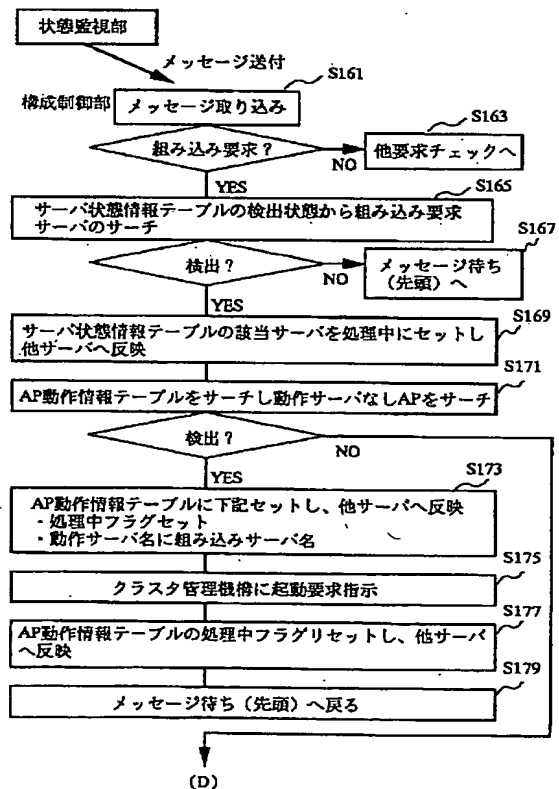 状態監視部
メッセージ送付
S161
構成制御部
メッセージ取り込み
S163
組み込み要求？
NO
他要求チェックへ
YES
S165
サーバ状態情報テーブルの検出状態から組み込み要求
サーバのサーチ
S167
検出？
NO
メッセージ待ち
（先頭）へ
YES
S169
サーバ状態情報テーブルの該当サーバを処理中にセットし
他サーバへ反映
S171
AP動作情報テーブルをサーチし動作サーバなしAPをサーチ
検出？
NO
YES
S173
AP動作情報テーブルに下記セットし、他サーバへ反映
・処理中フラグセット
・動作サーバ名に組み込みサーバ名
S175
クラスタ管理機構に起動要求指示
S177
AP動作情報テーブルの処理中フラグリセットし、他サーバ
へ反映
S179
メッセージ待ち（先頭）へ戻る
(D)